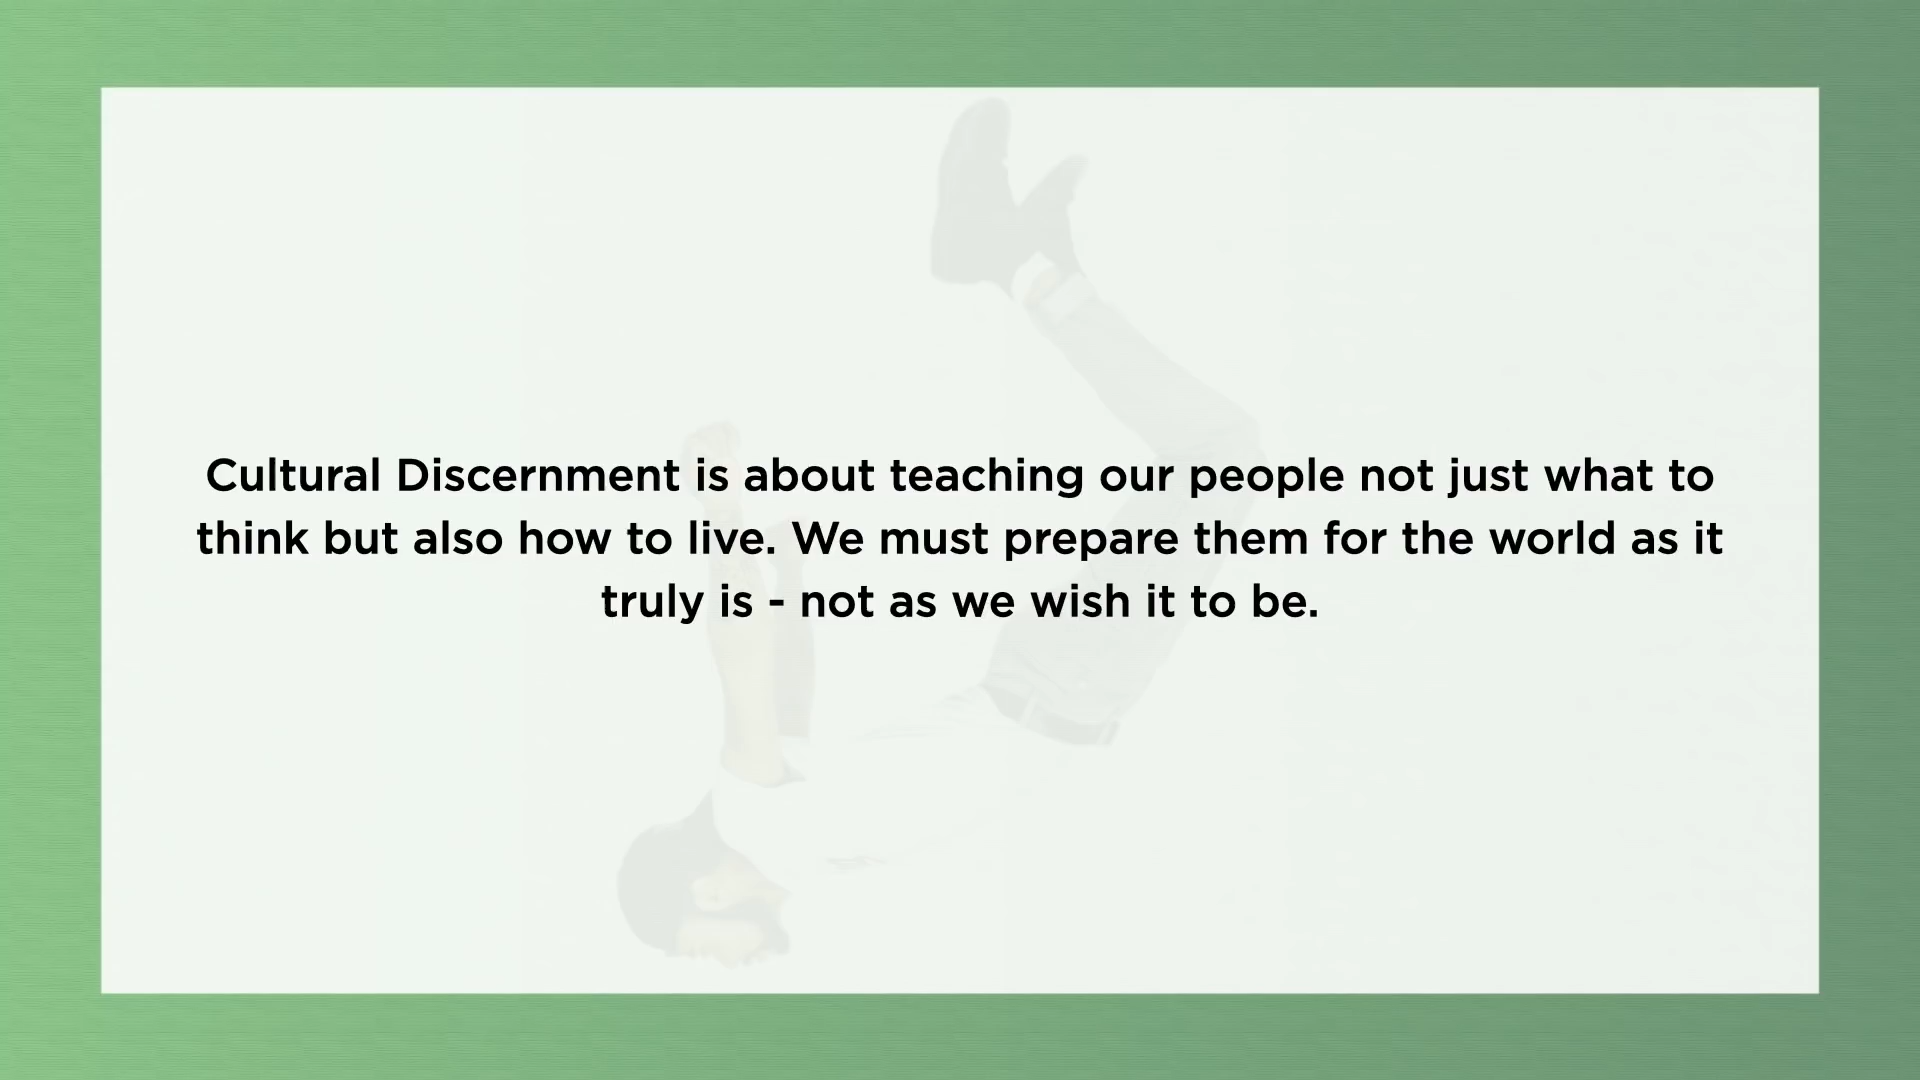 Cultural Discernment is about teaching our people not just what to
think but also how to live. We must prepare them for the world as it
truly is - not as we wish it to be.